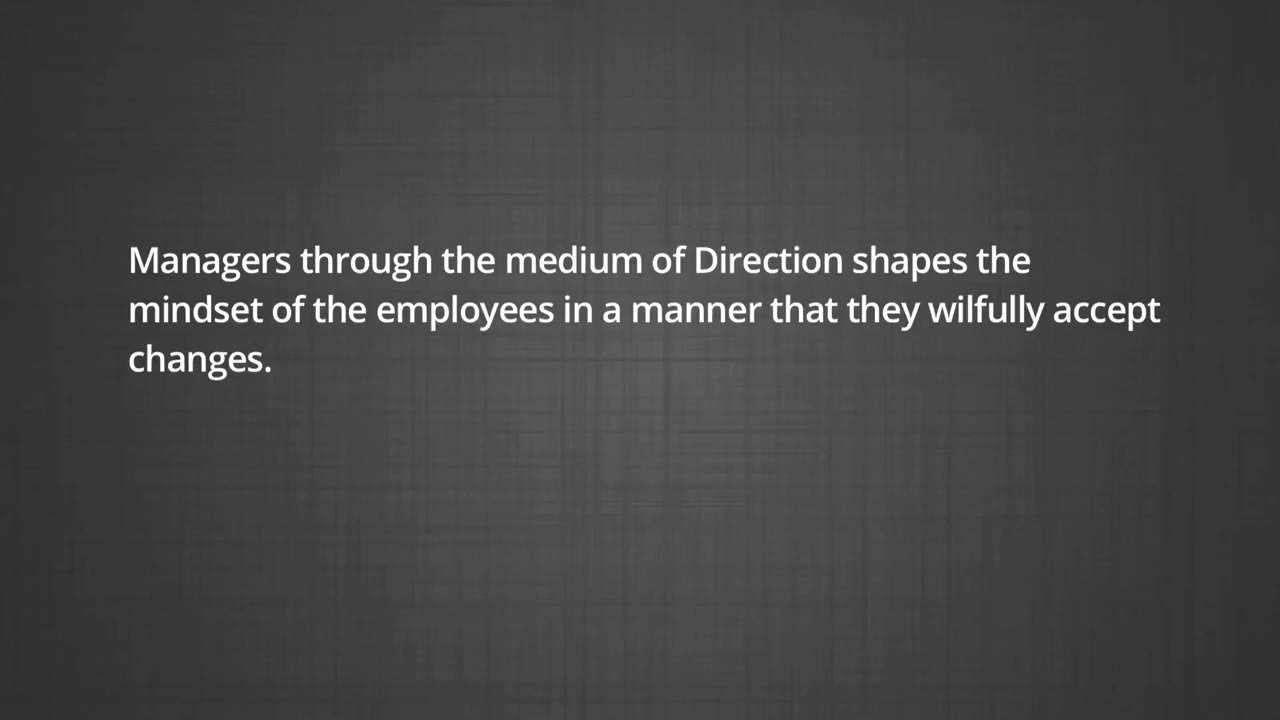 Managers through the medium of Direction shapes the
mindset of the employees in a manner that they wilfully accept
changes.